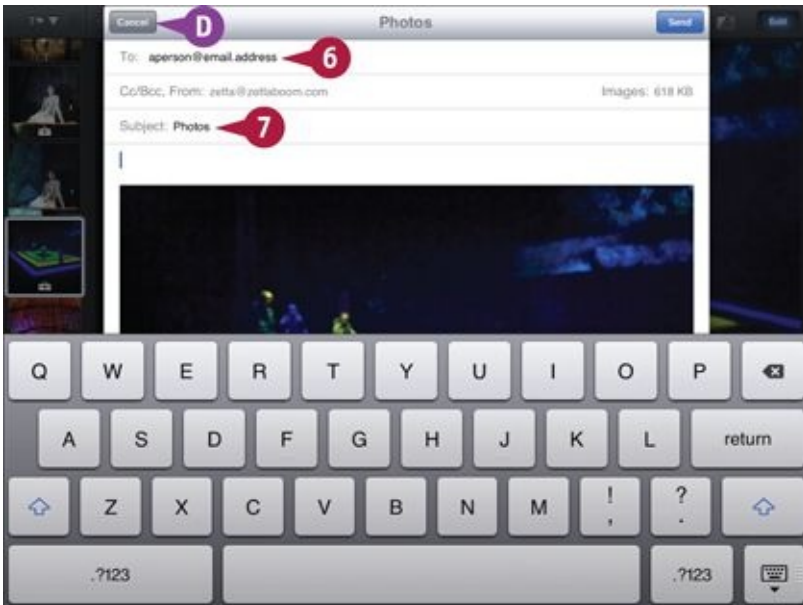 Cancel D Photos Send Edit
To: aperson@email.address 6
Cc/Bcc, From: zetta@zettaboom.com Images: 618 KB
Subject: Photos 7
Q W E R T Y U I O P
A S D F G H J K L return
Z X C V B N M ! , ? .
.?123 .?123